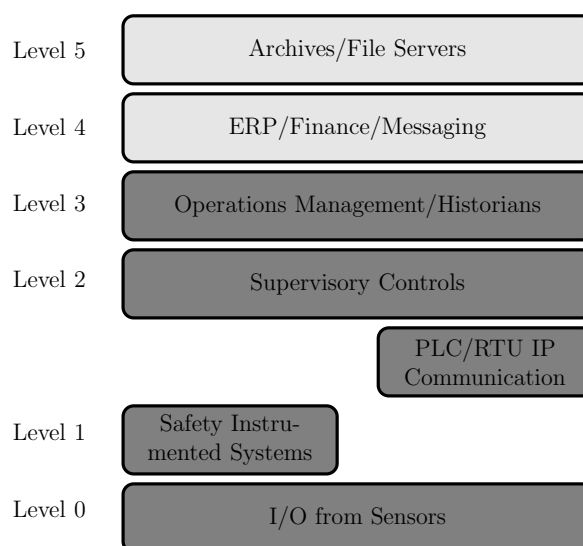 Level 5
Archives/File Servers
Level 4
ERP/Finance/Messaging
Level 3
Operations Management/Historians
Level 2
Supervisory Controls
PLC/RTU IP
Communication
Level 1
Safety Instru-
mented Systems
Level 0
I/O from Sensors